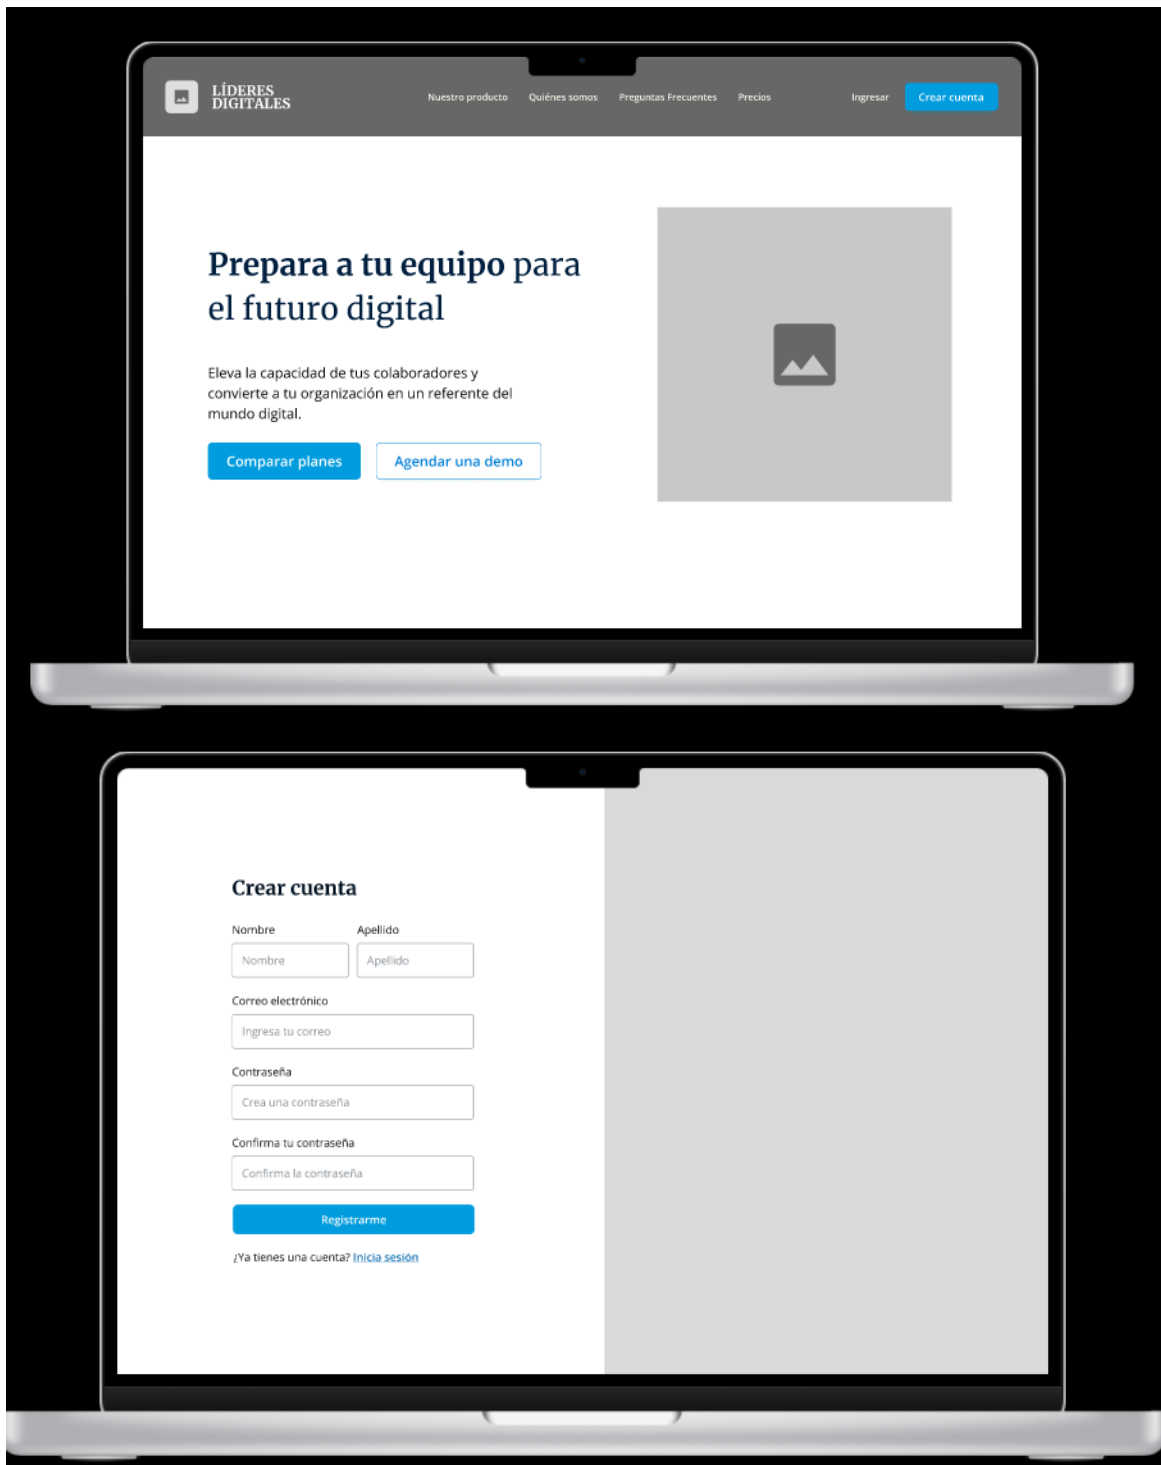 LÍDERES
DIGITALES
Nuestro producto Quiénes somos Preguntas Frecuentes Precios Ingresar Crear cuenta
Prepara a tu equipo para
el futuro digital
Eleva la capacidad de tus colaboradores y
convierte a tu organización en un referente del
mundo digital.
Comparar planes Agendar una demo
Crear cuenta
Nombre Apellido
Nombre Apellido
Correo electrónico
Ingresa tu correo
Contraseña
Crea una contraseña
Confirma tu contraseña
Confirma la contraseña
Registrarme
¿Ya tienes una cuenta? Inicia sesión